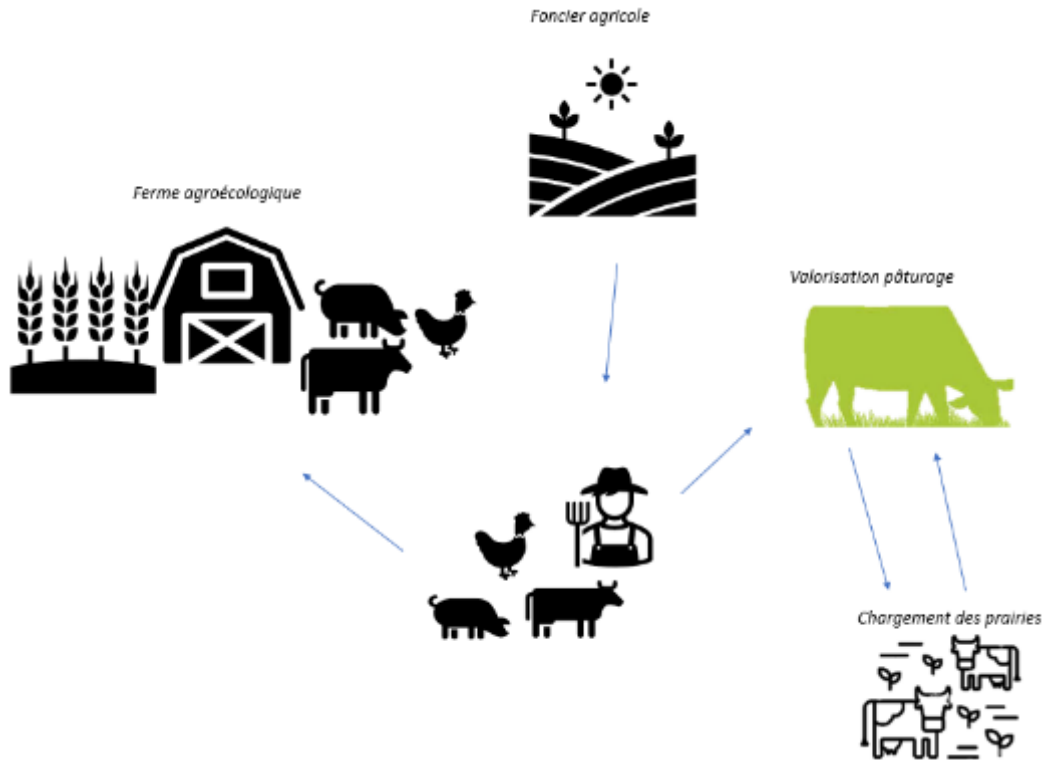 Foncier agricole
Ferme agroécologique
Valorisation pâturage
Chargement des prairies